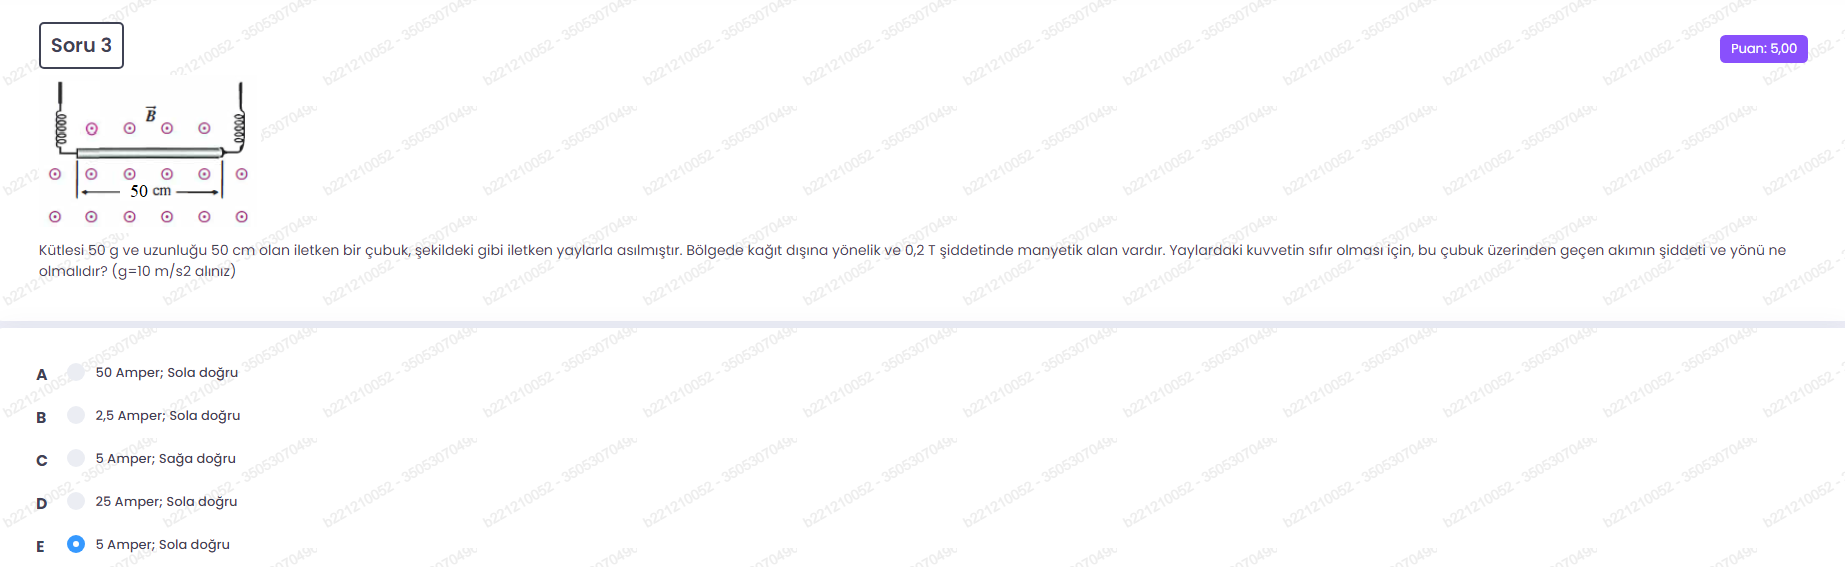 Soru 3
Puan: 5,00
B
50 cm
Kütlesi 50 g ve uzunluğu 50 cm olan iletken bir çubuk, şekildeki gibi iletken yaylarla asılmıştır. Bölgede kağıt dışına yönelik ve 0,2 T şiddetinde manyetik alan vardır. Yaylardaki kuvvetin sıfır olması için, bu çubuk üzerinden geçen akımın şiddeti ve yönü ne
olmalıdır? (g=10 m/s2 alınız)
A 50 Amper; Sola doğru
B 2,5 Amper; Sola doğru
C 5 Amper; Sağa doğru
D 25 Amper; Sola doğru
E 5 Amper; Sola doğru